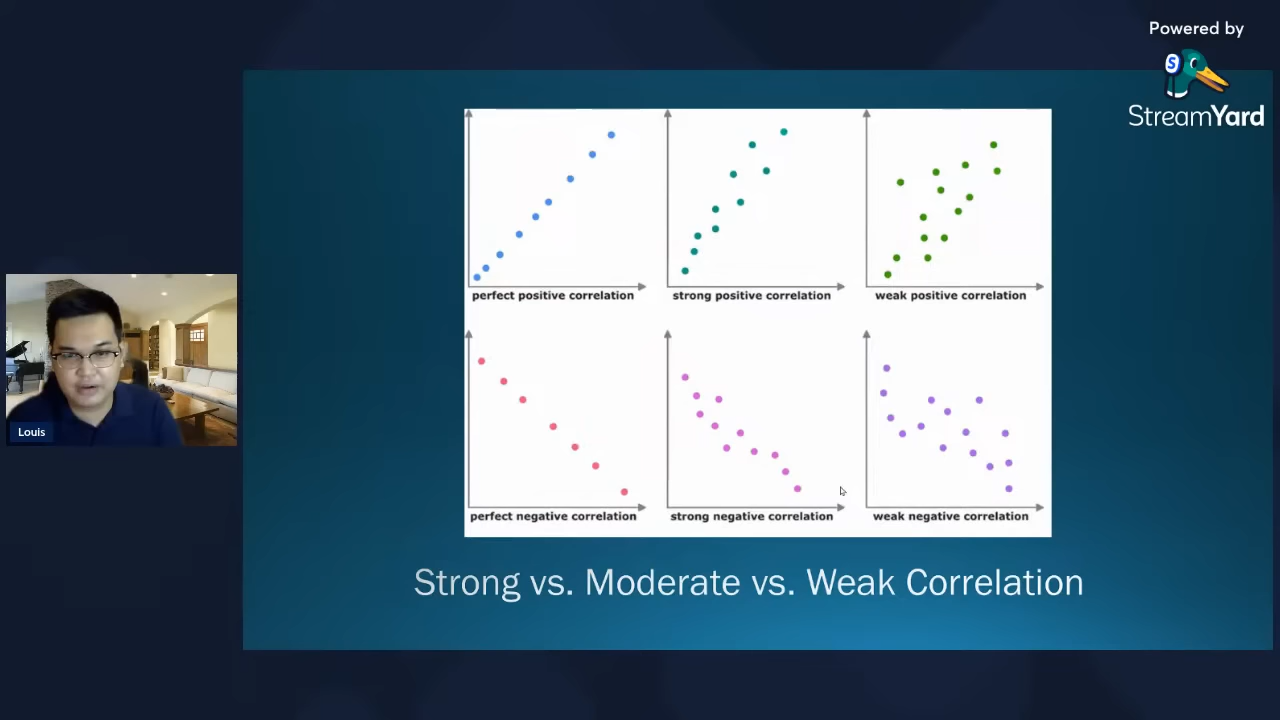 Powered by
S
StreamYard
perfect positive correlation
strong positive correlation
weak positive correlation
perfect negative correlation
strong negative correlation
weak negative correlation
Louis
Strong vs. Moderate vs. Weak Correlation